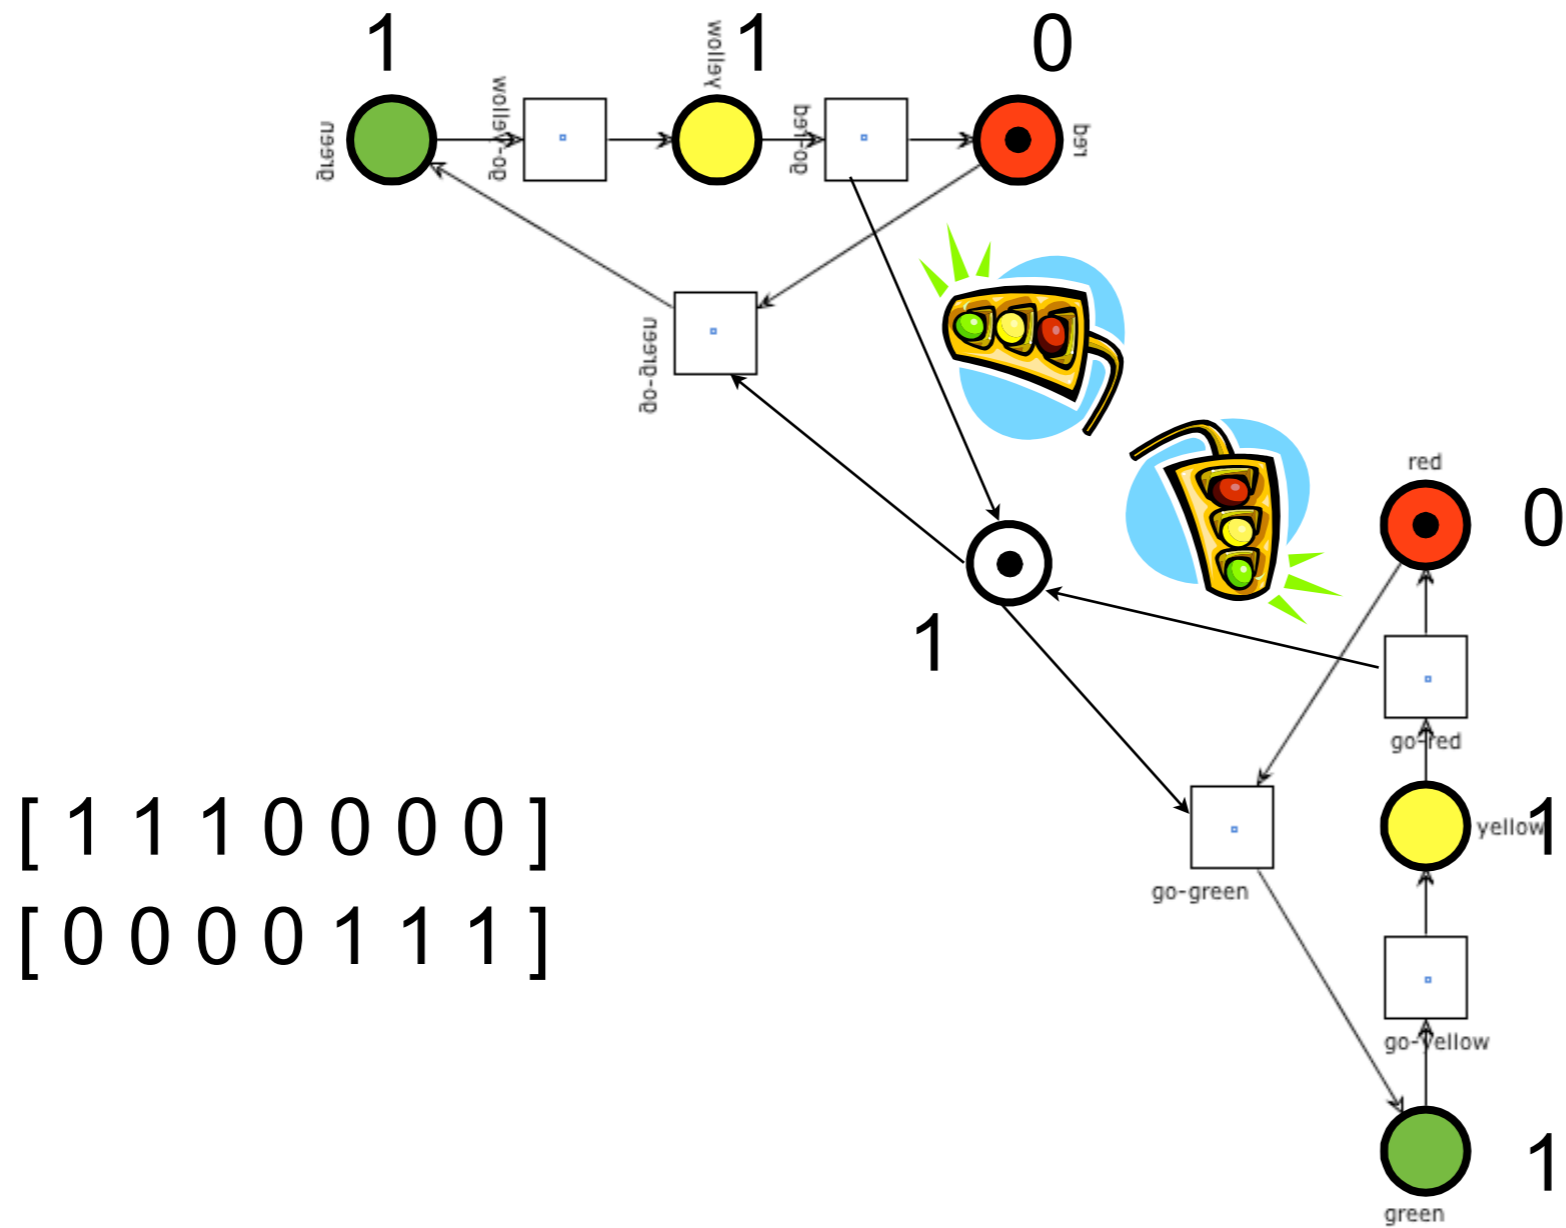 1 1 0
green
go-yellow
yellow
go-red
red
go-green
red
0
1
go-red
yellow 1
go-green
go-yellow
1
green
[ 1 1 1 0 0 0 0 ]
[ 0 0 0 0 1 1 1 ]